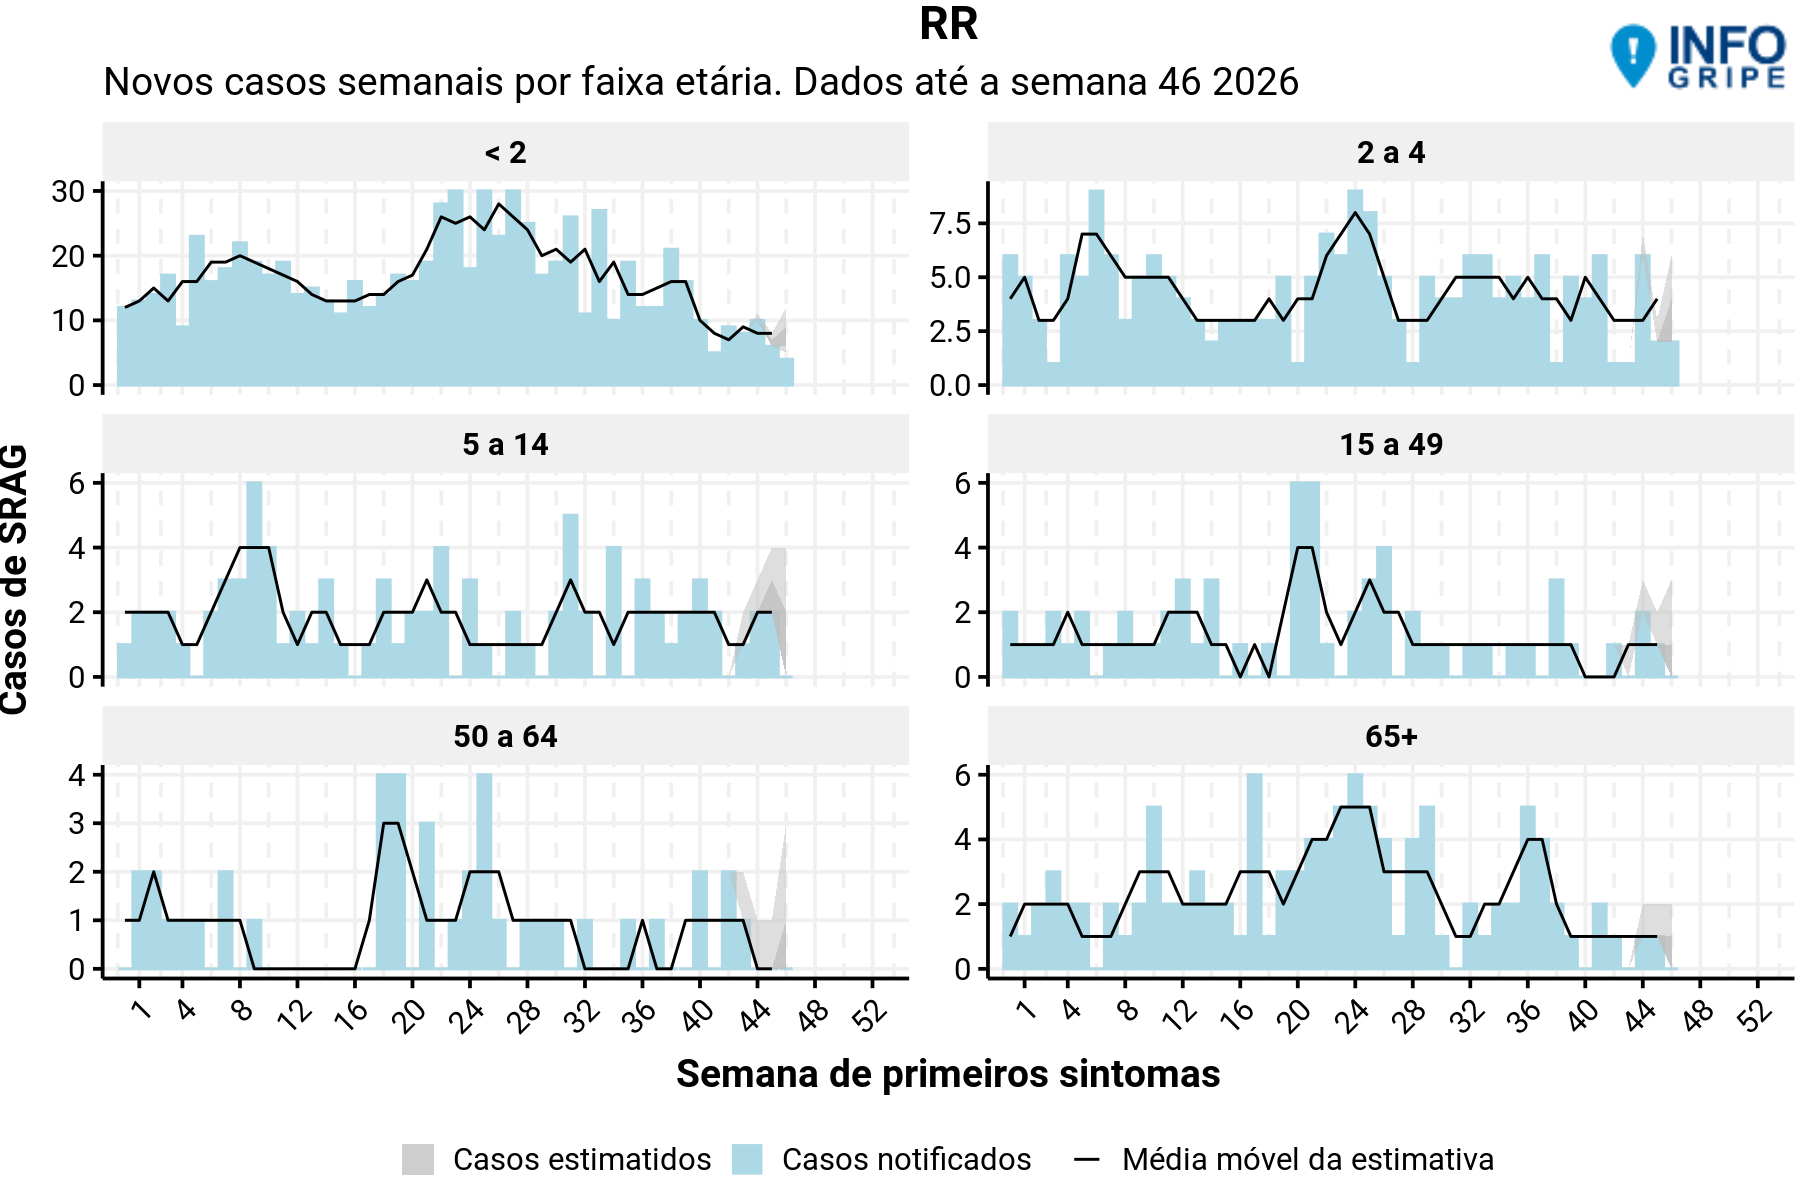 RR
INFO
GRIPE
Novos casos semanais por faixa etária. Dados até a semana 46 2026
< 2
2 a 4
30
20
10
0
7.5
5.0
2.5
0.0
5 a 14
15 a 49
6
4
2
0
6
4
2
0
Casos de SRAG
50 a 64
65+
4
3
2
1
0
6
4
2
0
1 4 8 12 16 20 24 28 32 36 40 44 48 52
1 4 8 12 16 20 24 28 32 36 40 44 48 52
Semana de primeiros sintomas
Casos estimatidos Casos notificados Média móvel da estimativa